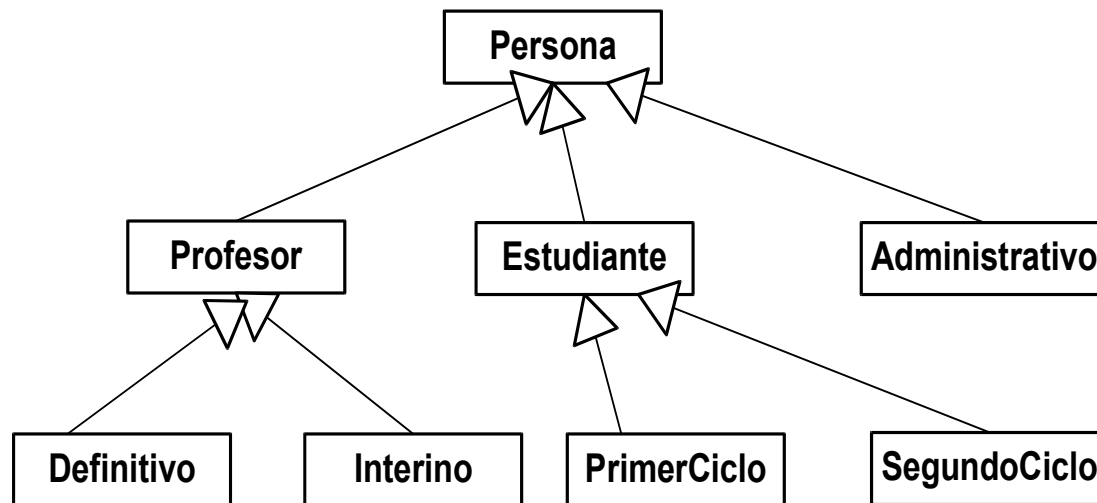 Persona
Profesor
Estudiante
Administrativo
Definitivo
Interino
PrimerCiclo
SegundoCiclo